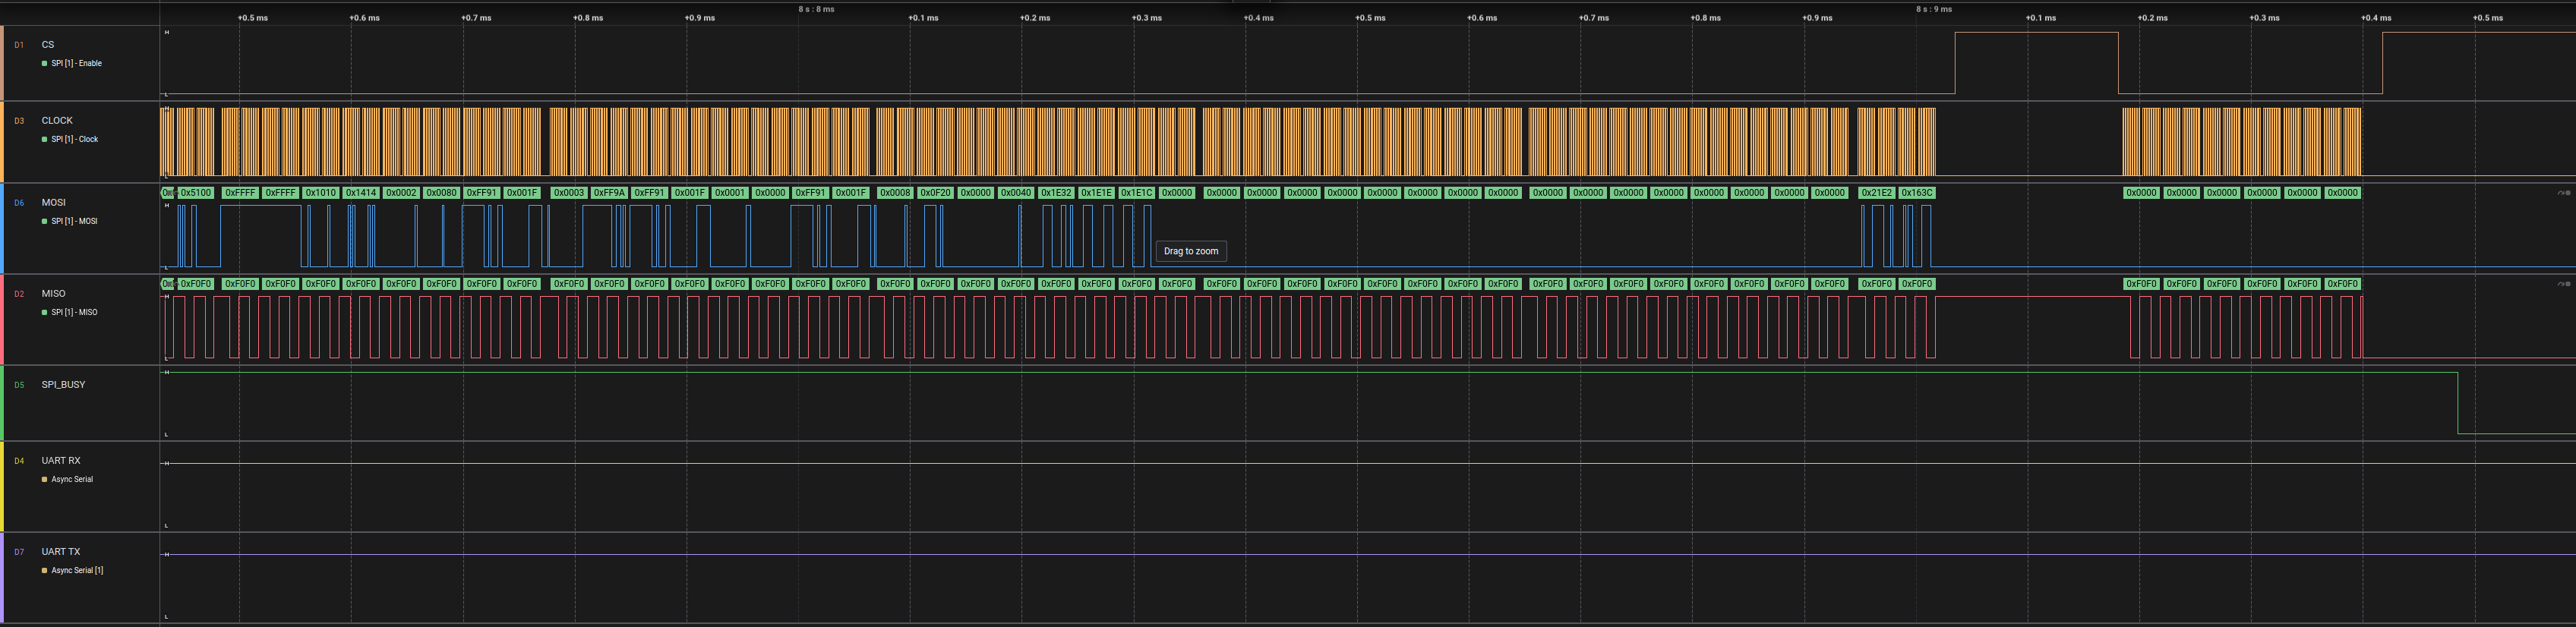 8 s : 8 ms 8 s : 9 ms
+0.5 ms +0.6 ms +0.7 ms +0.8 ms +0.9 ms +0.1 ms +0.2 ms +0.3 ms +0.4 ms +0.5 ms +0.6 ms +0.7 ms +0.8 ms +0.9 ms +0.1 ms +0.2 ms +0.3 ms +0.4 ms +0.5 ms
H
D1 CS
SPI [1] - Enable
L
D3 CLOCK
SPI [1] - Clock
0x5100 0xFFFF 0xFFFF 0x1010 0x1414 0x0002 0x0080 0xFF91 0x001F 0x0003 0xFF9A 0xFF91 0x001F 0x0001 0x0000 0xFF91 0x001F 0x0008 0x0F20 0x0000 0x0040 0x1E32 0x1E1E 0x1E1C 0x0000 0x0000 0x0000 0x0000 0x0000 0x0000 0x0000 0x0000 0x0000 0x0000 0x0000 0x0000 0x0000 0x0000 0x0000 0x0000 0x0000 0x21E2 0x163C 0x0000 0x0000 0x0000 0x0000 0x0000 0x0000
D6 MOSI
H
SPI [1] - MOSI
Drag to zoom
L
0xF0F0 0xF0F0 0xF0F0 0xF0F0 0xF0F0 0xF0F0 0xF0F0 0xF0F0 0xF0F0 0xF0F0 0xF0F0 0xF0F0 0xF0F0 0xF0F0 0xF0F0 0xF0F0 0xF0F0 0xF0F0 0xF0F0 0xF0F0 0xF0F0 0xF0F0 0xF0F0 0xF0F0 0xF0F0 0xF0F0 0xF0F0 0xF0F0 0xF0F0 0xF0F0 0xF0F0 0xF0F0 0xF0F0 0xF0F0 0xF0F0 0xF0F0 0xF0F0 0xF0F0 0xF0F0 0xF0F0 0xF0F0 0xF0F0 0xF0F0 0xF0F0 0xF0F0 0xF0F0 0xF0F0 0xF0F0 0xF0F0
D2 MISO
H
SPI [1] - MISO
L
H
D5 SPI_BUSY
L
D4 UART RX
H
Async Serial
L
D7 UART TX
H
Async Serial [1]
L